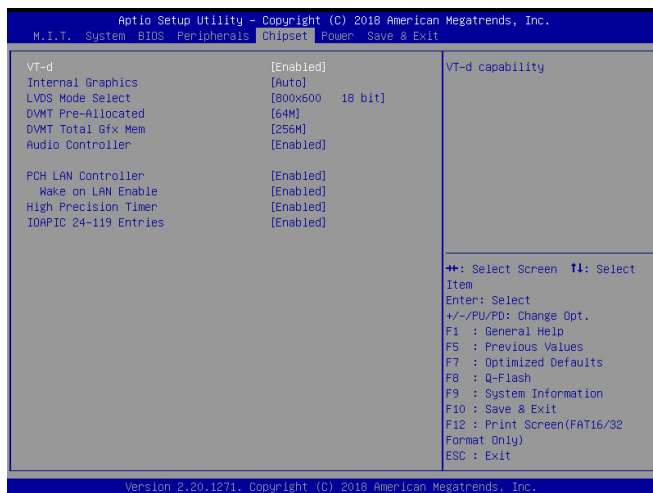 Aptio Setup Utility – Copyright (C) 2018 American Megatrends, Inc.
M.I.T. System BIOS Peripherals Chipset Power Save & Exit
VT-d [Enabled]
Internal Graphics [Auto]
LVDS Mode Select [800x600 18 bit]
DVMT Pre-Allocated [64M]
DVMT Total Gfx Mem [256M]
Audio Controller [Enabled]
PCH LAN Controller [Enabled]
Wake on LAN Enable [Enabled]
High Precision Timer [Enabled]
IOAPIC 24-119 Entries [Enabled]
VT-d capability
→←: Select Screen ↑↓: Select
Item
Enter: Select
+/-/PU/PD: Change Opt.
F1 : General Help
F5 : Previous Values
F7 : Optimized Defaults
F8 : Q-Flash
F9 : System Information
F10 : Save & Exit
F12 : Print Screen(FAT16/32
Format Only)
ESC : Exit
Version 2.20.1271. Copyright (C) 2018 American Megatrends, Inc.